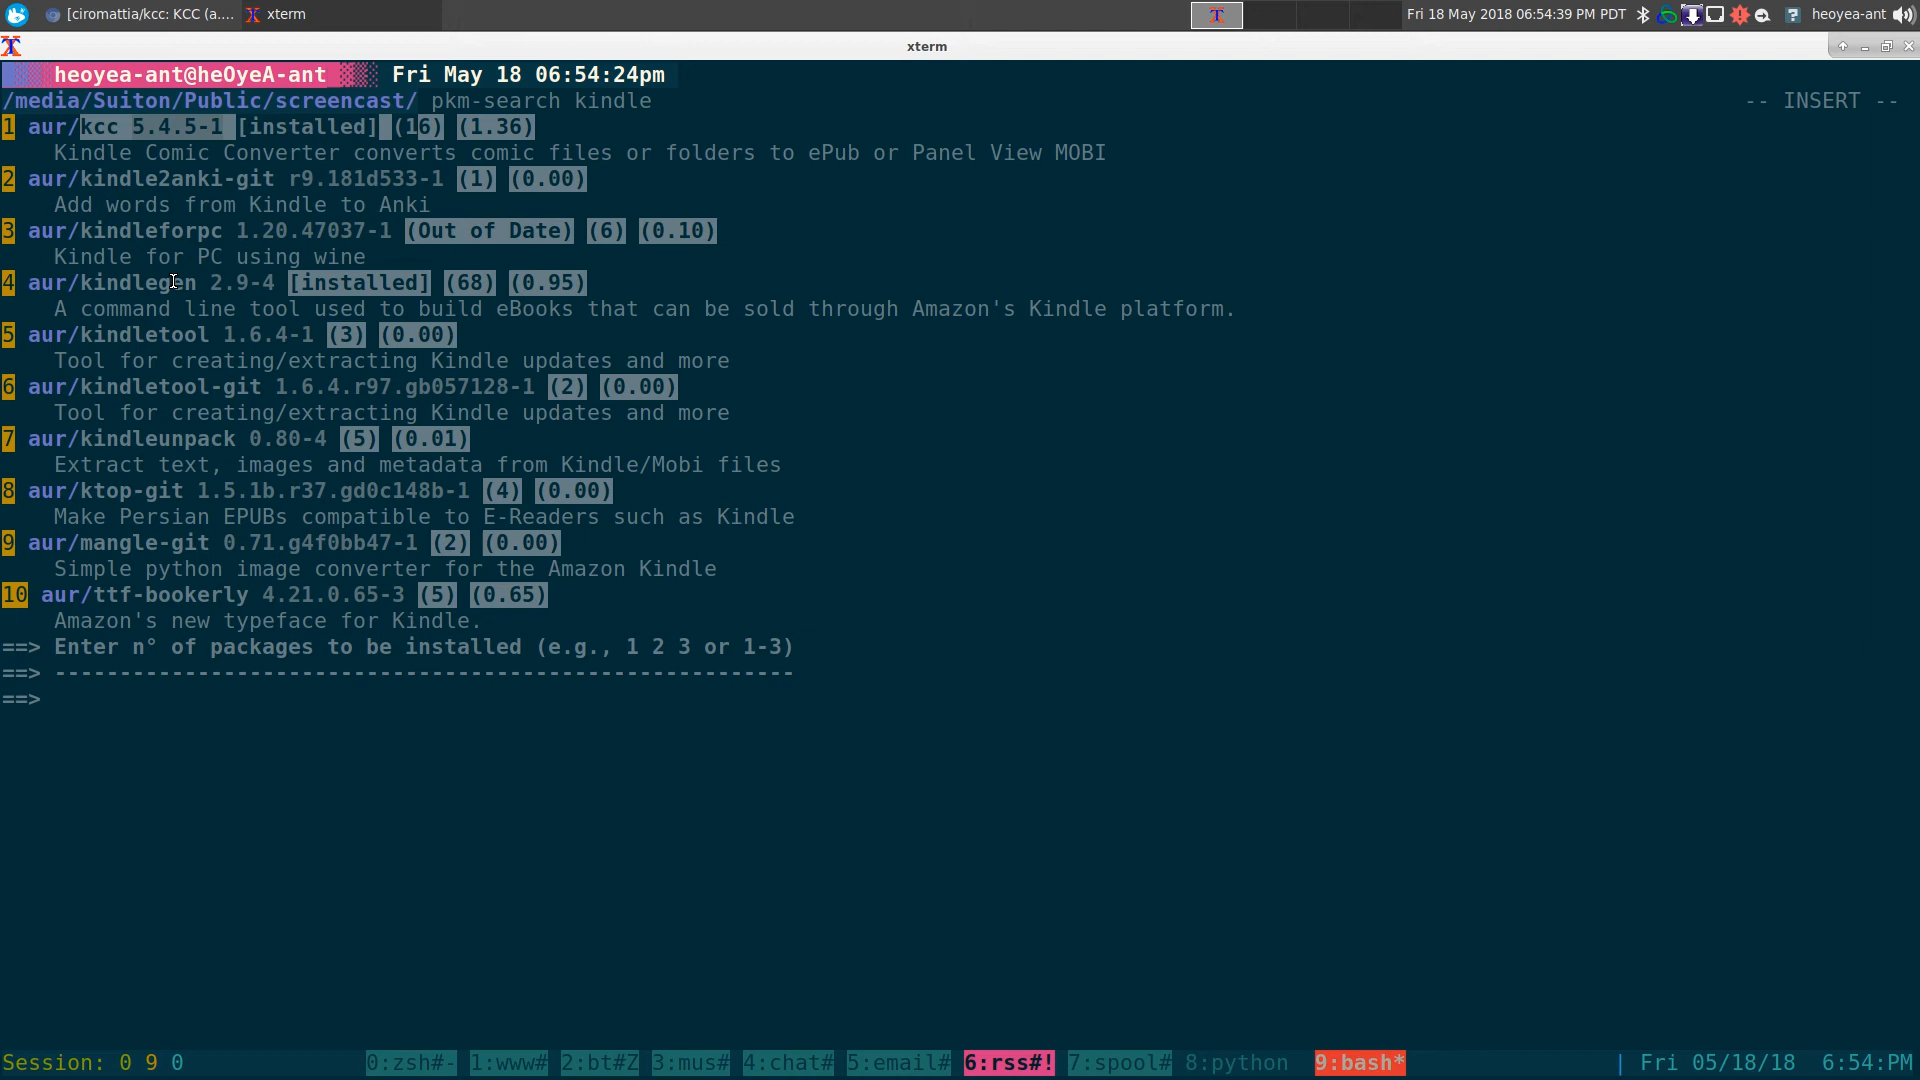 [ciromattia/kcc: KCC (a.... xterm Fri 18 May 2018 06:54:39 PM PDT heoyea-ant
xterm
heoyea-ant@heOyeA-ant Fri May 18 06:54:24pm
/media/Suiton/Public/screencast/ pkm-search kindle -- INSERT --
1 aur/kcc 5.4.5-1 [installed] (16) (1.36)
Kindle Comic Converter converts comic files or folders to ePub or Panel View MOBI
2 aur/kindle2anki-git r9.181d533-1 (1) (0.00)
Add words from Kindle to Anki
3 aur/kindleforpc 1.20.47037-1 (Out of Date) (6) (0.10)
Kindle for PC using wine
4 aur/kindlegen 2.9-4 [installed] (68) (0.95)
A command line tool used to build eBooks that can be sold through Amazon's Kindle platform.
5 aur/kindletool 1.6.4-1 (3) (0.00)
Tool for creating/extracting Kindle updates and more
6 aur/kindletool-git 1.6.4.r97.gb057128-1 (2) (0.00)
Tool for creating/extracting Kindle updates and more
7 aur/kindleunpack 0.80-4 (5) (0.01)
Extract text, images and metadata from Kindle/Mobi files
8 aur/ktop-git 1.5.1b.r37.gd0c148b-1 (4) (0.00)
Make Persian EPUBs compatible to E-Readers such as Kindle
9 aur/mangle-git 0.71.g4f0bb47-1 (2) (0.00)
Simple python image converter for the Amazon Kindle
10 aur/ttf-bookerly 4.21.0.65-3 (5) (0.65)
Amazon's new typeface for Kindle.
==> Enter n° of packages to be installed (e.g., 1 2 3 or 1-3)
==> ---------------------------------------------------------
==>
Session: 0 9 0 0:zsh#- 1:www# 2:bt#Z 3:mus# 4:chat# 5:email# 6:rss#! 7:spool# 8:python 9:bash* | Fri 05/18/18 6:54:PM